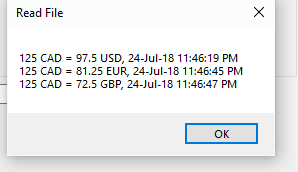 Read File
125 CAD = 97.5 USD, 24-Jul-18 11:46:19 PM
125 CAD = 81.25 EUR, 24-Jul-18 11:46:45 PM
125 CAD = 72.5 GBP, 24-Jul-18 11:46:47 PM
OK